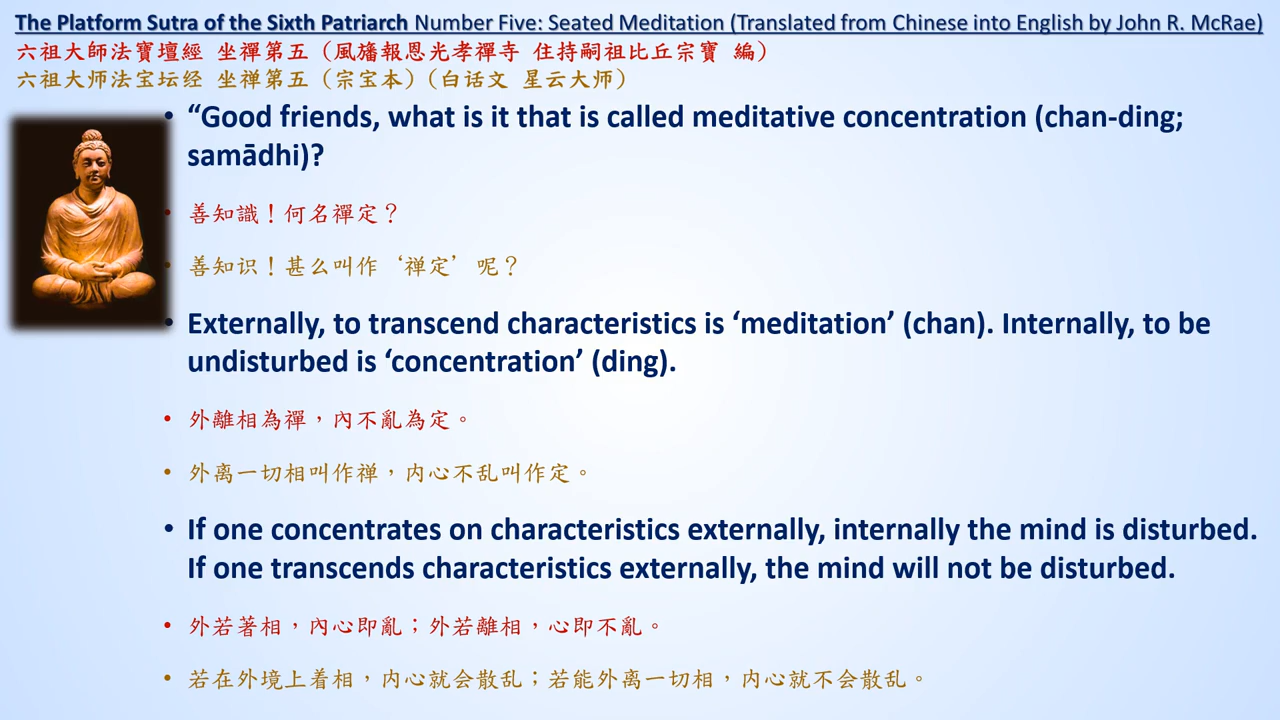 The Platform Sutra of the Sixth Patriarch Number Five: Seated Meditation (Translated from Chinese into English by John R. McRae)
六祖大師法寶壇經 坐禪第五（風旛報恩光孝禪寺 住持嗣祖比丘宗寶 編）
六祖大师法宝坛经 坐禅第五（宗宝本）（白话文 星云大师）
• “Good friends, what is it that is called meditative concentration (chan-ding;
samādhi)?
• 善知識！何名禪定？
• 善知识！甚么叫作‘禅定’呢？
• Externally, to transcend characteristics is ‘meditation’ (chan). Internally, to be
undisturbed is ‘concentration’ (ding).
• 外離相為禪，內不亂為定。
• 外离一切相叫作禅，内心不乱叫作定。
• If one concentrates on characteristics externally, internally the mind is disturbed.
If one transcends characteristics externally, the mind will not be disturbed.
• 外若著相，內心即亂；外若離相，心即不亂。
• 若在外境上着相，内心就会散乱；若能外离一切相，内心就不会散乱。